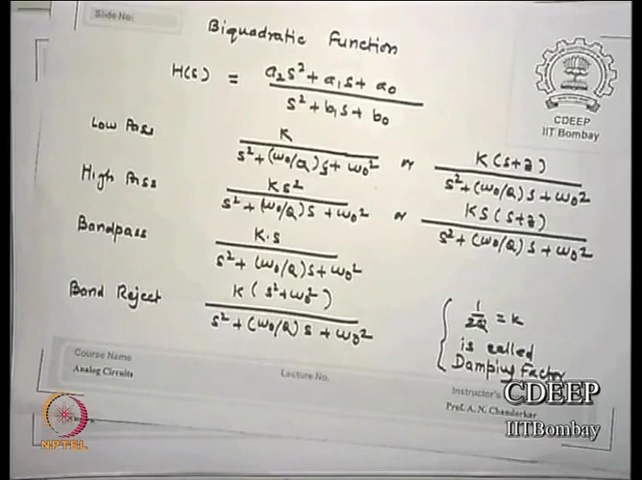 Slide No:
Biquadratic Function
H(s) = a₂s² + a₁s + a₀ / s² + b₁s + b₀
CDEEP
IIT Bombay
Low Pass K / s² + (ω₀/Q)s + ω₀² or K(s+z) / s² + (ω₀/Q)s + ω₀²
High Pass Ks² / s² + (ω₀/Q)s + ω₀² or Ks(s+z) / s² + (ω₀/Q)s + ω₀²
Bandpass K·s / s² + (ω₀/Q)s + ω₀²
Band Reject K(s² + ω₀²) / s² + (ω₀/Q)s + ω₀²
{ 1/2Q = k
is called
Damping Factor
Course Name
Analog Circuits
Lecture No.
Instructor's
Prof. A. N. Chandorkar
CDEEP
IIT Bombay
NPTEL